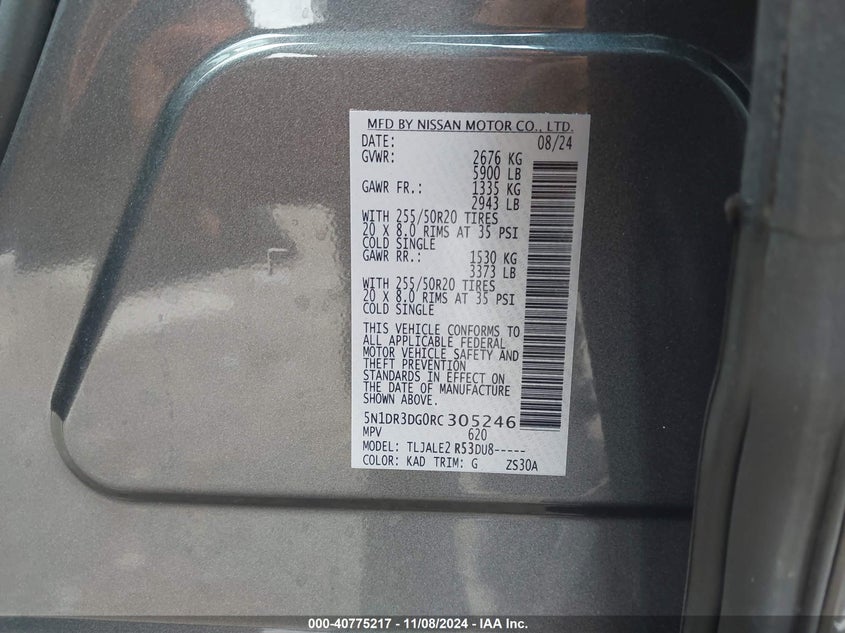 MFD BY NISSAN MOTOR CO., LTD.
DATE: 08/24
GVWR: 2676 KG
5900 LB
GAWR FR.: 1335 KG
2943 LB
WITH 255/50R20 TIRES
20 X 8.0 RIMS AT 35 PSI
COLD SINGLE
GAWR RR.: 1530 KG
3373 LB
WITH 255/50R20 TIRES
20 X 8.0 RIMS AT 35 PSI
COLD SINGLE
THIS VEHICLE CONFORMS TO
ALL APPLICABLE FEDERAL
MOTOR VEHICLE SAFETY AND
THEFT PREVENTION
STANDARDS IN EFFECT ON
THE DATE OF MANUFACTURE
SHOWN ABOVE.
5N1DR3DG0RC305246
MPV 620
MODEL: TLJALE2 R53DU8-----
COLOR: KAD TRIM: G ZS30A
000-40775217 - 11/08/2024 - IAA Inc.